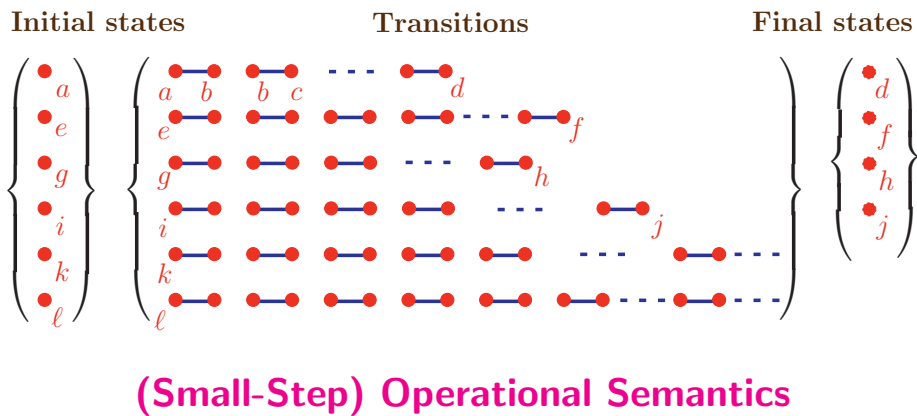 Initial states Transitions Final states
a a b b c d d
e e f f
g g h h
i i j j
k k
ℓ ℓ
(Small-Step) Operational Semantics